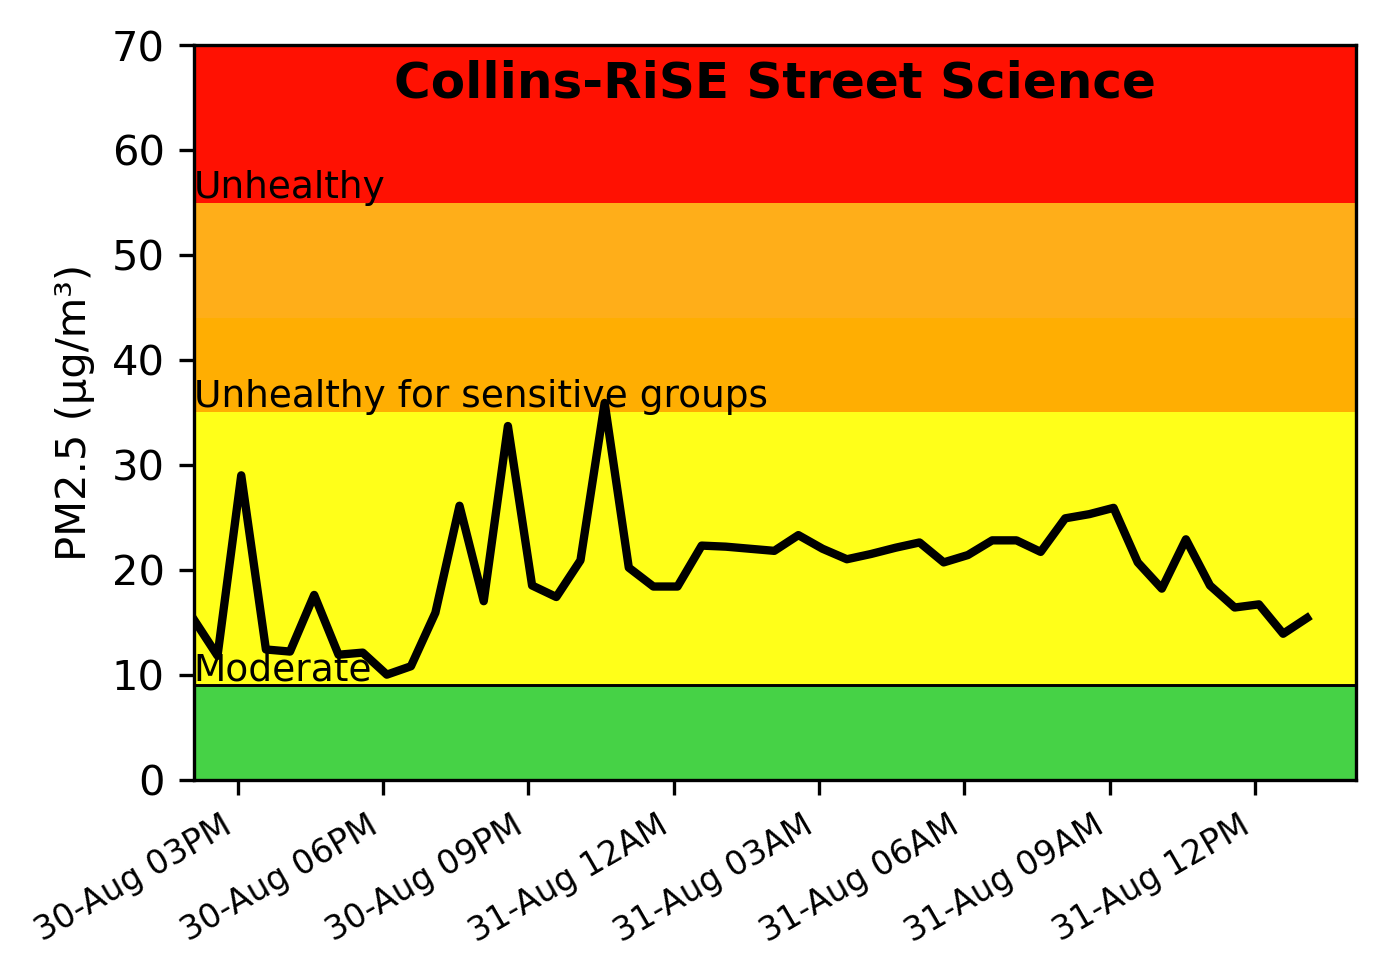 Collins-RiSE Street Science
70
60
50
40
30
20
10
0
PM2.5 (µg/m³)
Unhealthy
Unhealthy for sensitive groups
Moderate
30-Aug 03PM
30-Aug 06PM
30-Aug 09PM
31-Aug 12AM
31-Aug 03AM
31-Aug 06AM
31-Aug 09AM
31-Aug 12PM